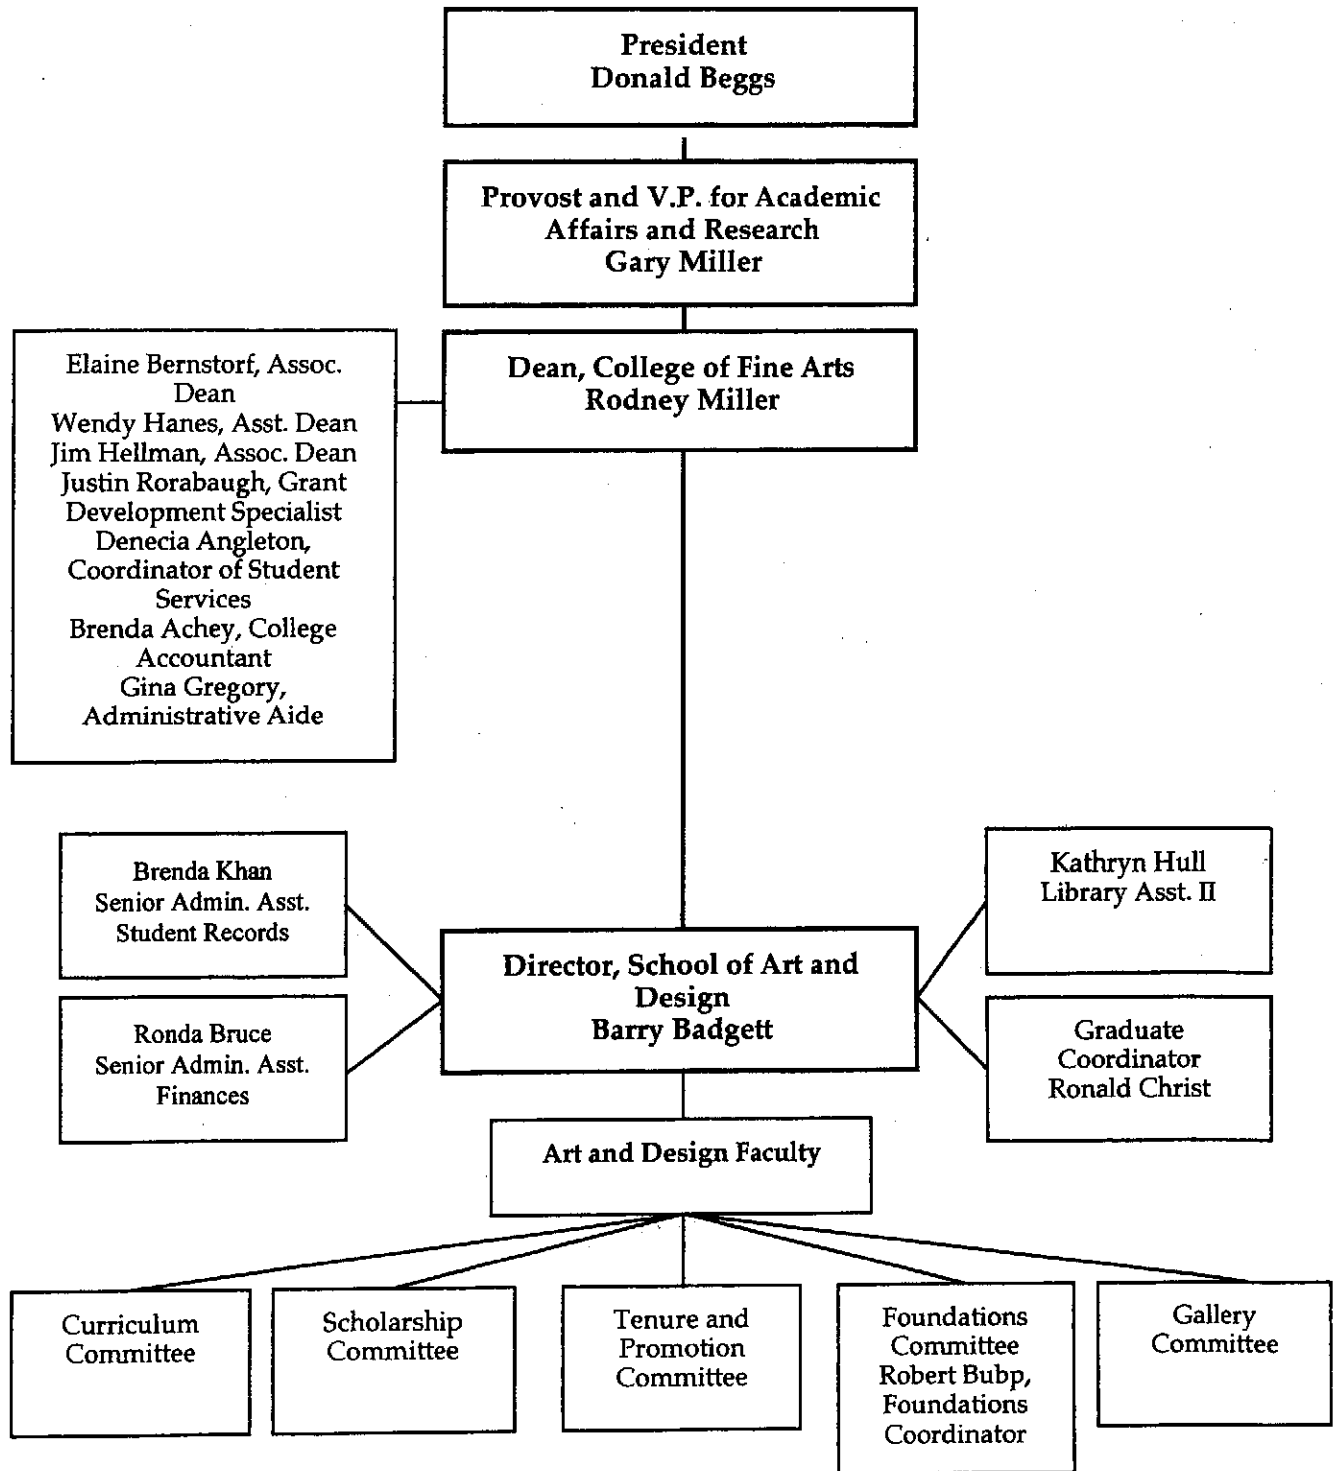 President
Donald Beggs
Provost and V.P. for Academic
Affairs and Research
Gary Miller
Dean, College of Fine Arts
Rodney Miller
Elaine Bernstorf, Assoc.
Dean
Wendy Hanes, Asst. Dean
Jim Hellman, Assoc. Dean
Justin Rorabaugh, Grant
Development Specialist
Denecia Angleton,
Coordinator of Student
Services
Brenda Achey, College
Accountant
Gina Gregory,
Administrative Aide
Brenda Khan
Senior Admin. Asst.
Student Records
Ronda Bruce
Senior Admin. Asst.
Finances
Director, School of Art and
Design
Barry Badgett
Kathryn Hull
Library Asst. II
Graduate
Coordinator
Ronald Christ
Art and Design Faculty
Curriculum
Committee
Scholarship
Committee
Tenure and
Promotion
Committee
Foundations
Committee
Robert Bubp,
Foundations
Coordinator
Gallery
Committee